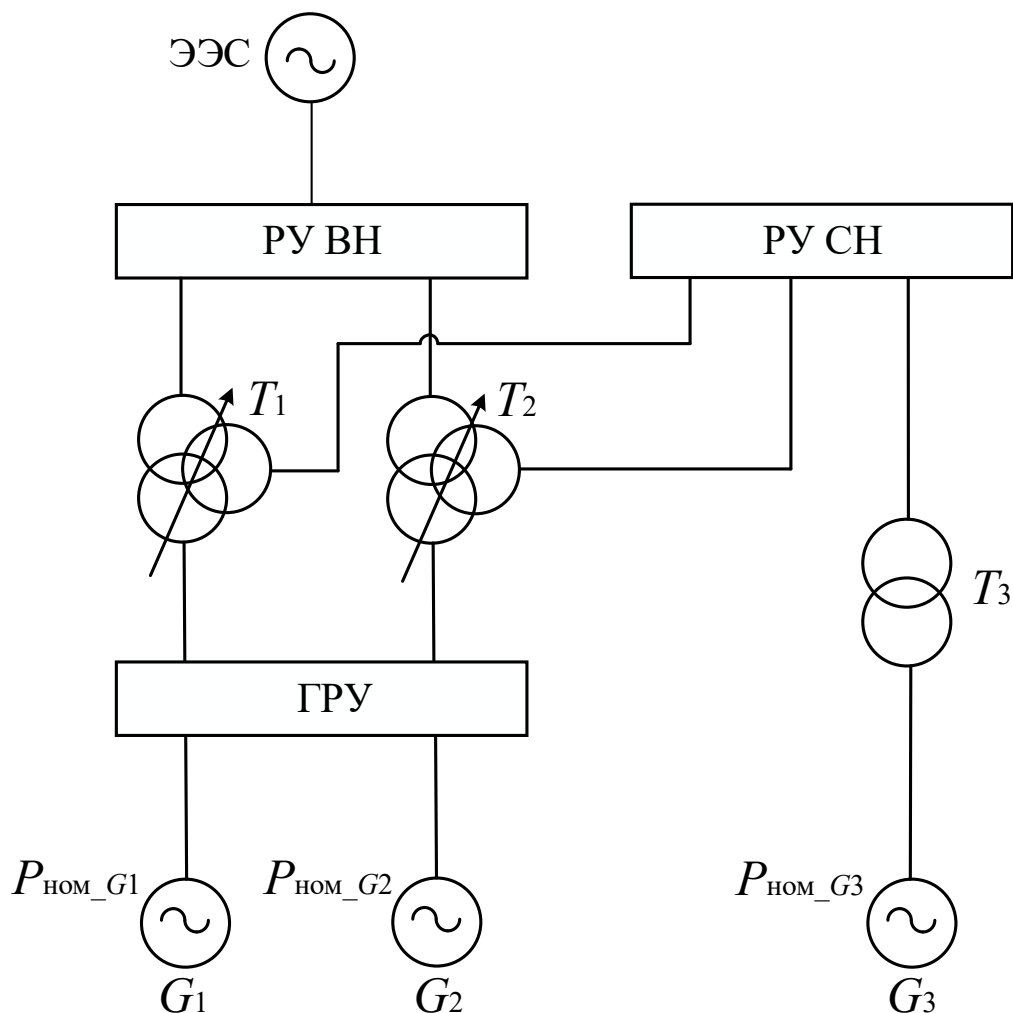 ЭЭС
РУ ВН
РУ СН
T1
T2
T3
ГРУ
Pном_G1
Pном_G2
Pном_G3
G1
G2
G3